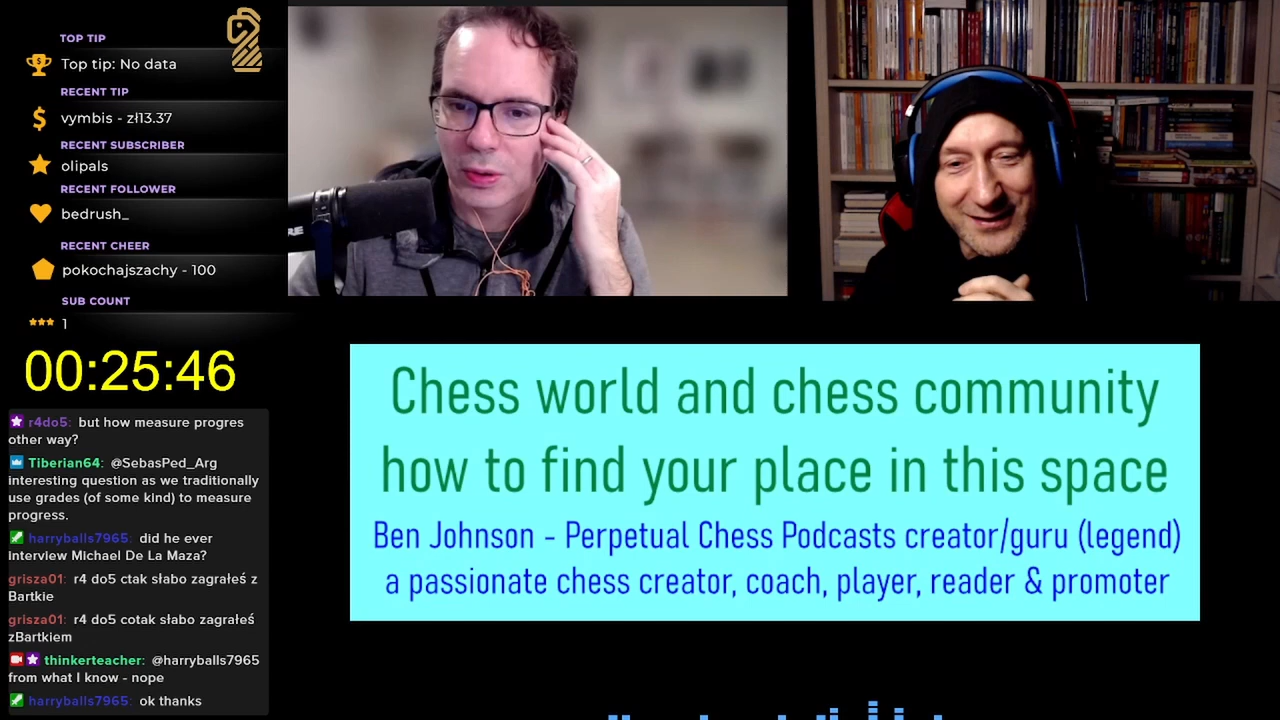 TOP TIP
Top tip: No data
RECENT TIP
vymbis - zł13.37
RECENT SUBSCRIBER
olipals
RECENT FOLLOWER
bedrush_
RECENT CHEER
pokochajszachy - 100
SUB COUNT
1
00:25:46
r4do5: but how measure progres
other way?
Tiberian64: @SebasPed_Arg
interesting question as we traditionally
use grades (of some kind) to measure
progress.
harryballs7965: did he ever
interview Michael De La Maza?
grisza01: r4 do5 ctak słabo zagrałeś z
Bartkie
grisza01: r4 do5 cotak słabo zagrałeś
zBartkiem
thinkerteacher: @harryballs7965
from what I know - nope
harryballs7965: ok thanks
Chess world and chess community
how to find your place in this space
Ben Johnson - Perpetual Chess Podcasts creator/guru (legend)
a passionate chess creator, coach, player, reader & promoter